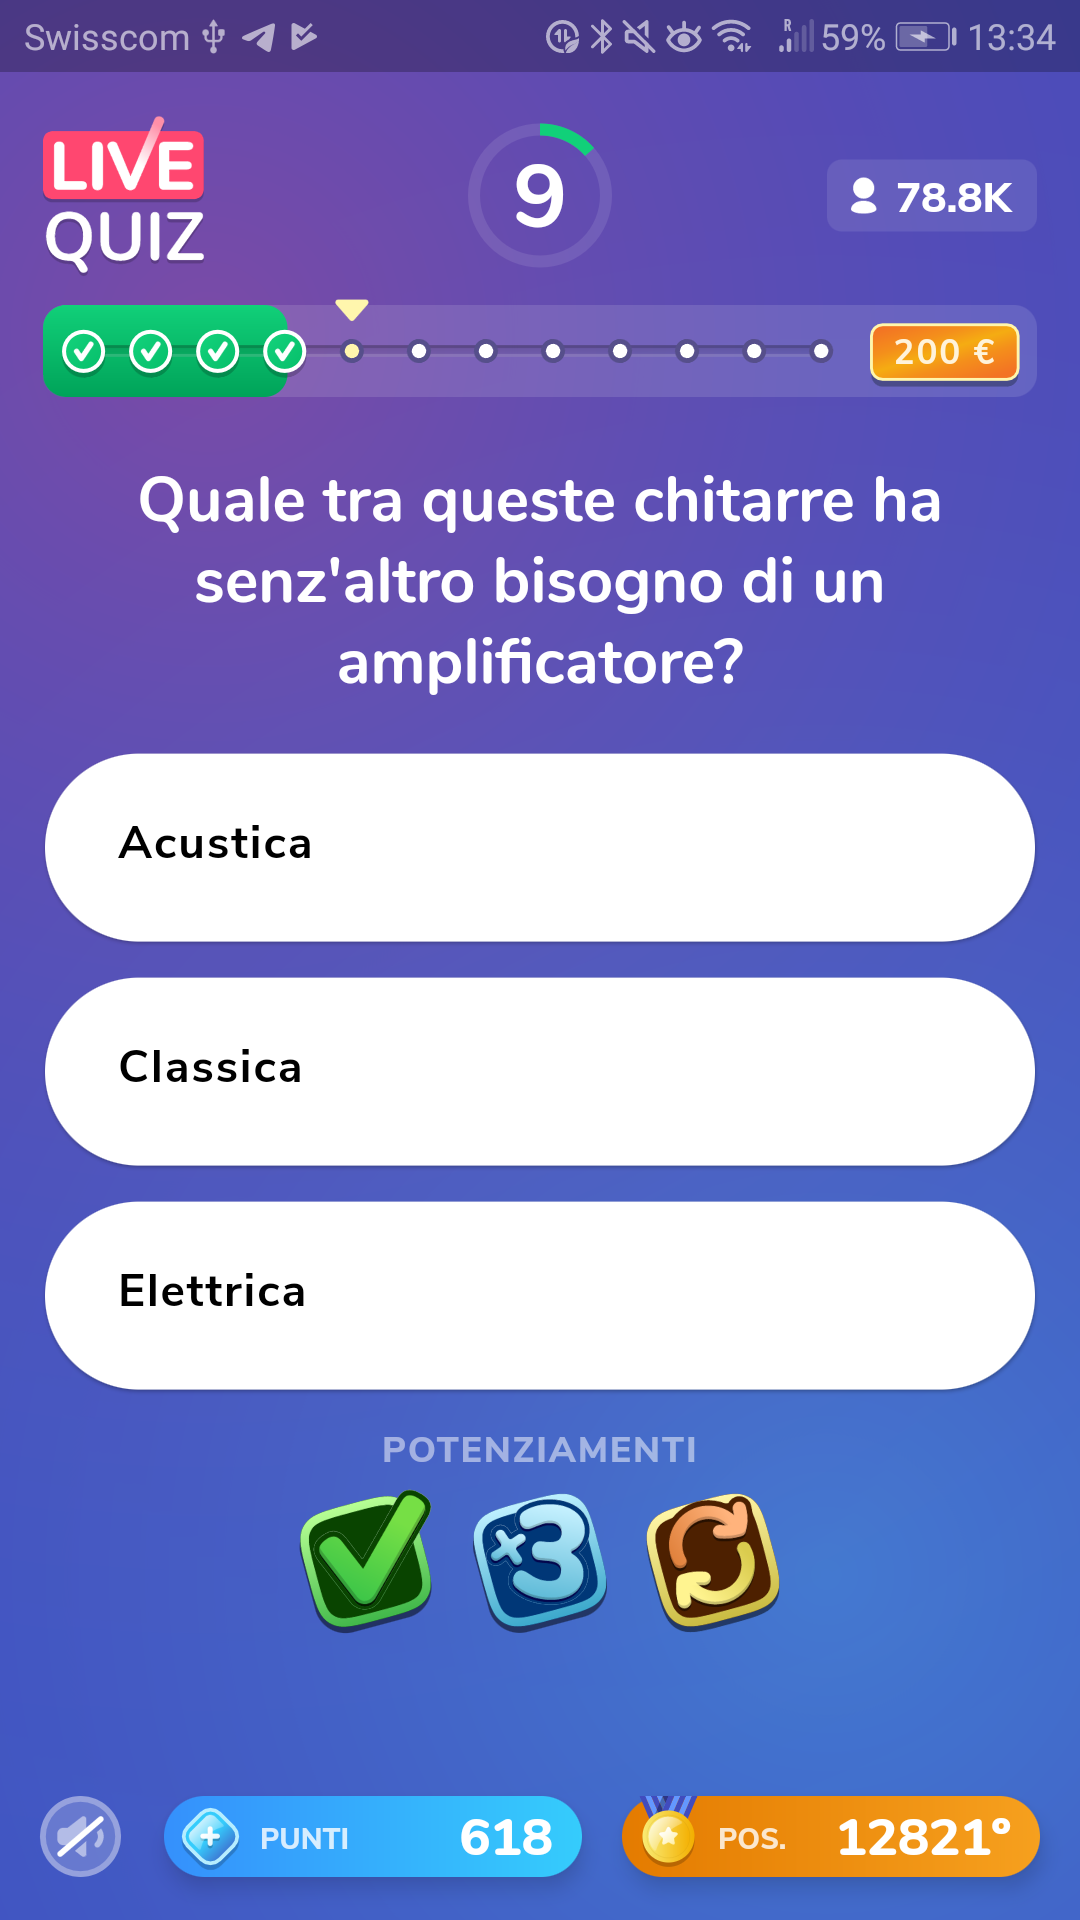 Swisscom R 59% 13:34
LIVE
QUIZ
9
78.8K
200 €
Quale tra queste chitarre ha
senz'altro bisogno di un
amplificatore?
Acustica
Classica
Elettrica
POTENZIAMENTI
×3
PUNTI 618
POS. 12821°